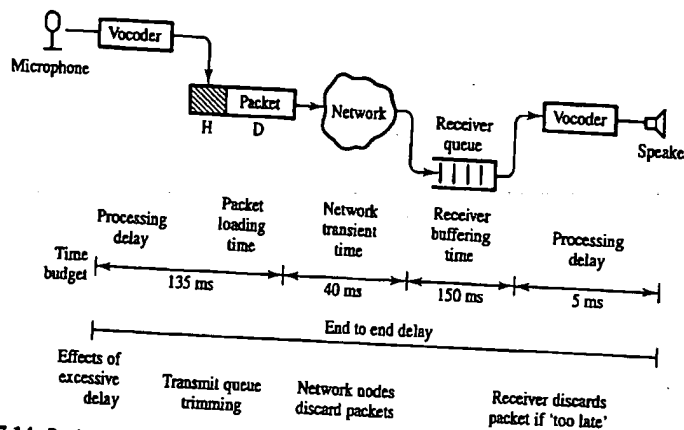 Vocoder
Microphone
Packet
H D
Network
Receiver
queue
Vocoder
Speake
Processing
delay
Packet
loading
time
Network
transient
time
Receiver
buffering
time
Processing
delay
Time
budget
135 ms
40 ms
150 ms
5 ms
End to end delay
Effects of
excessive
delay
Transmit queue
trimming
Network nodes
discard packets
Receiver discards
packet if 'too late'